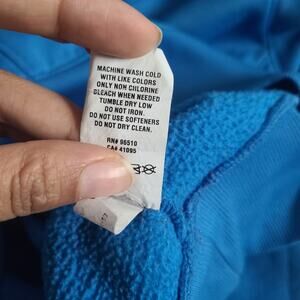 MACHINE WASH COLD
WITH LIKE COLORS
ONLY NON CHLORINE
BLEACH WHEN NEEDED
TUMBLE DRY LOW
DO NOT IRON.
DO NOT USE SOFTENERS
DO NOT DRY CLEAN.
RN# 96510
CA# 41095